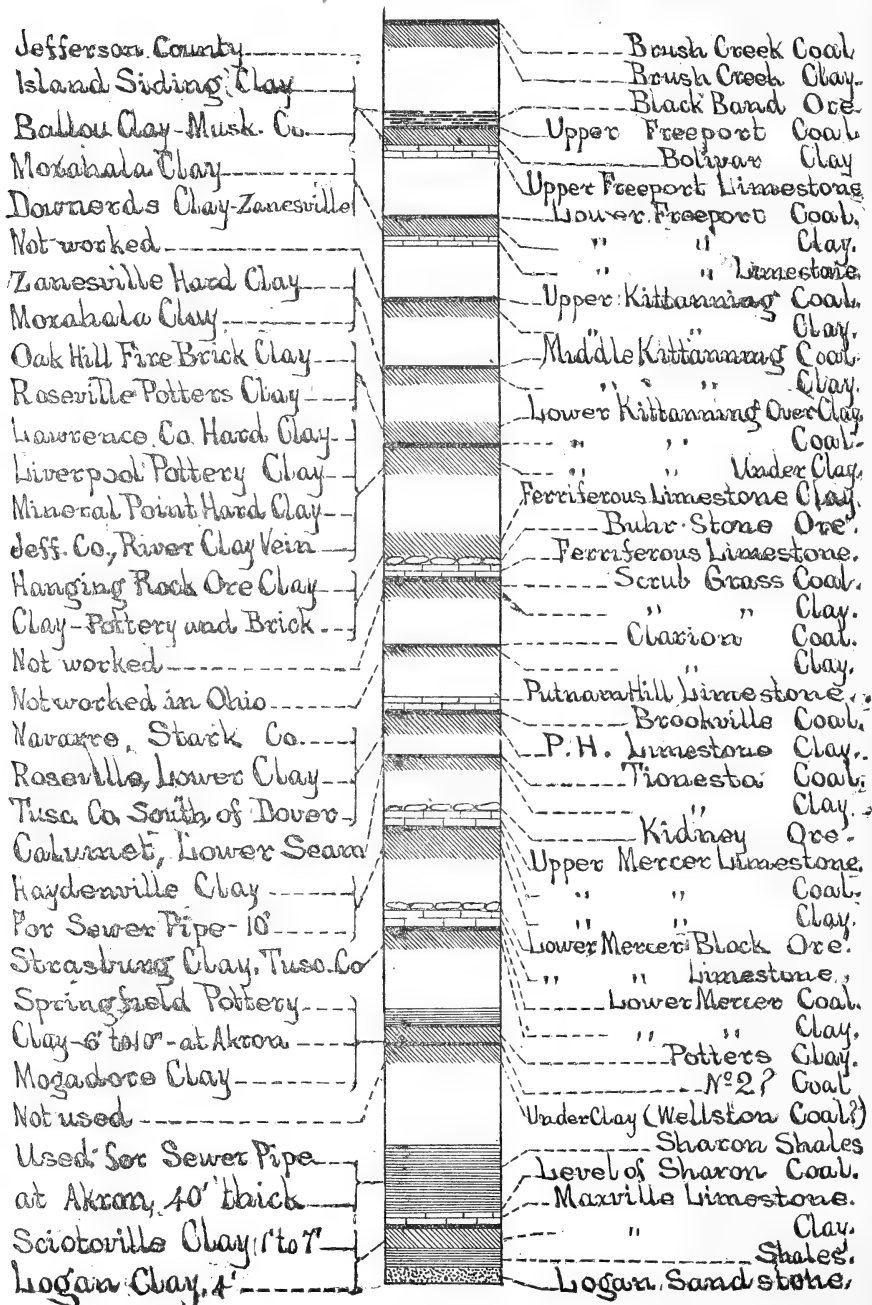 Jefferson County
Island Siding Clay
Ballou Clay-Musk. Co.
Moxahala Clay
Downerds Clay-Zanesville
Not worked
Zanesville Hard Clay
Moxahala Clay
Oak Hill Fire Brick Clay
Roseville Potters Clay
Lawrence Co. Hard Clay
Liverpool Pottery Clay
Mineral Point Hard Clay
Jeff. Co., River Clay Vein
Hanging Rock Ore Clay
Clay-Pottery and Brick
Not worked
Not worked in Ohio
Navarre, Stark Co.
Roseville, Lower Clay
Tusc. Co. South of Dover
Calumet, Lower Seam
Haydenville Clay
For Sewer Pipe-10'
Strasburg Clay, Tusc. Co
Springfield Pottery
Clay-6' to 10'-at Akron
Mogadore Clay
Not used
Used for Sewer Pipe
at Akron, 40' thick
Sciotoville Clay 1' to 7'
Logan Clay, 4'
Brush Creek Coal
Brush Creek Clay.
Black Band Ore
Upper Freeport Coal
Bolivar Clay
Upper Freeport Limestone
Lower Freeport Coal.
" " Clay.
" " Limestone
Upper Kittanning Coal.
" " Clay.
Middle Kittanning Coal
" " Clay.
Lower Kittanning Over Clay
" " Coal.
" " Under Clay.
Ferriferous Limestone Clay.
Buhr-Stone Ore.
Ferriferous Limestone.
Scrub Grass Coal.
" " Clay.
Clarion Coal.
" Clay.
Putnam Hill Limestone.
Brookville Coal.
P.H. Limestone Clay.
Tionesta Coal.
" Clay.
Kidney Ore.
Upper Mercer Limestone.
" " Coal.
" " Clay.
Lower Mercer Block Ore.
" " Limestone.
Lower Mercer Coal.
" " Clay.
Potters Clay.
Nº 2? Coal
Under Clay (Wellston Coal?)
Sharon Shales
Level of Sharon Coal.
Maxville Limestone.
" Clay.
Shales.
Logan Sandstone.